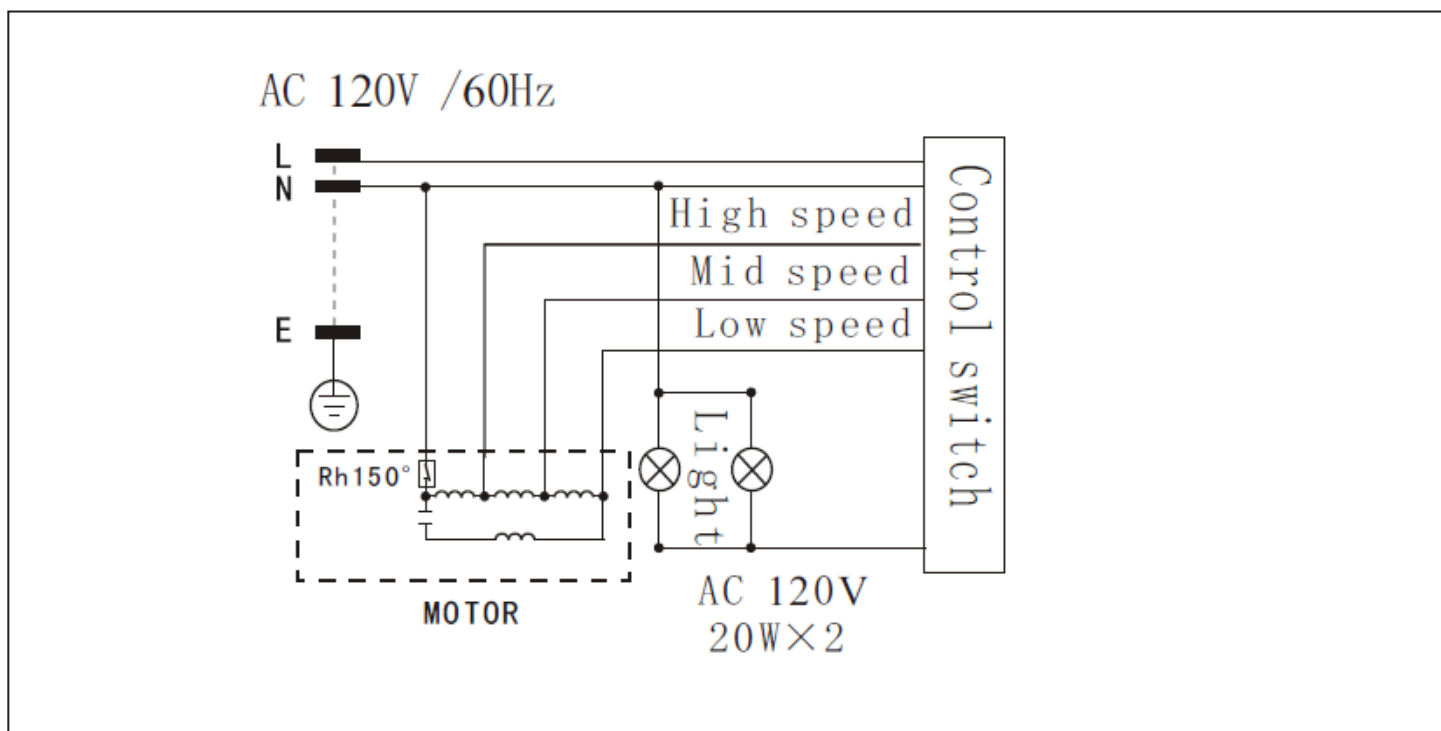 AC 120V /60Hz
L
N
High speed
Mid speed
Low speed
E
Control switch
Light
Rh150°
MOTOR
AC 120V
20W×2